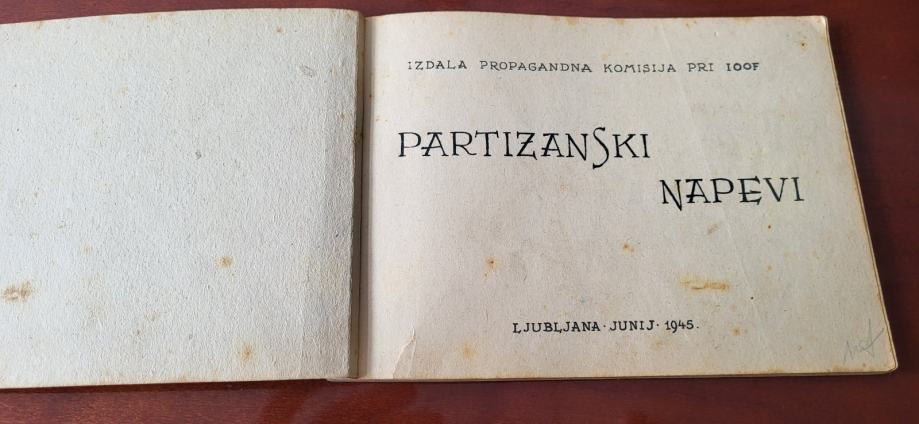 IZDALA PROPAGANDNA KOMISIJA PRI IOOF
PARTIZANSKI
NAPEVI
LJUBLJANA · JUNIJ · 1945.